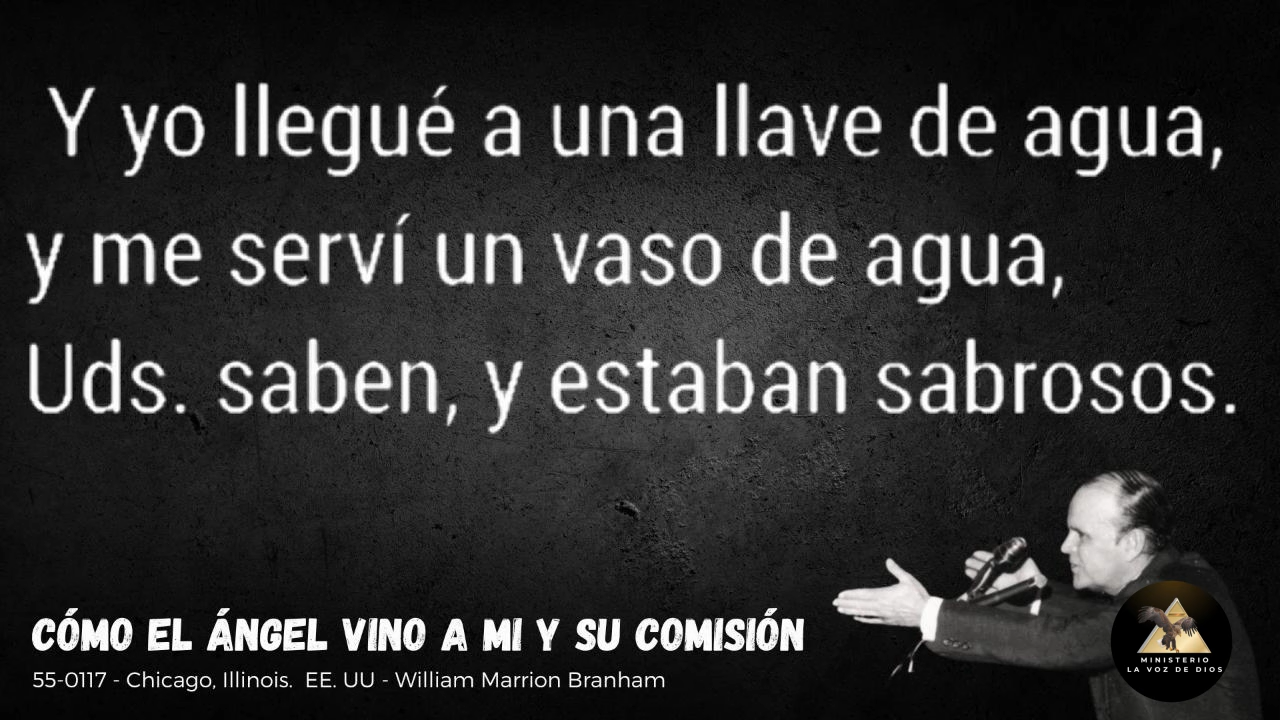 Y yo llegué a una llave de agua,
y me serví un vaso de agua,
Uds. saben, y estaban sabrosos.
CÓMO EL ÁNGEL VINO A MI Y SU COMISIÓN
55-0117 - Chicago, Illinois.  EE. UU - William Marrion Branham
MINISTERIO
LA VOZ DE DIOS